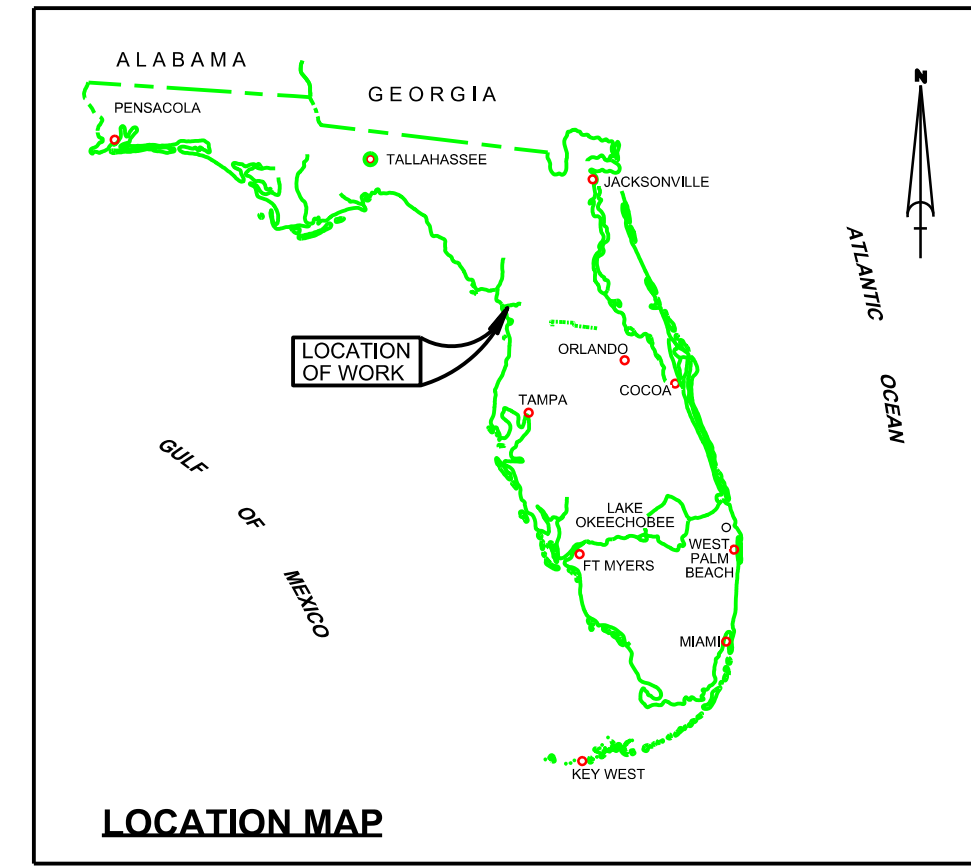 ALABAMA
GEORGIA
N
PENSACOLA
TALLAHASSEE
JACKSONVILLE
ATLANTIC
OCEAN
LOCATION
OF WORK
ORLANDO
COCOA
TAMPA
GULF
OF
MEXICO
LAKE
OKEECHOBEE
WEST
PALM
BEACH
FT MYERS
MIAMI
KEY WEST
LOCATION MAP